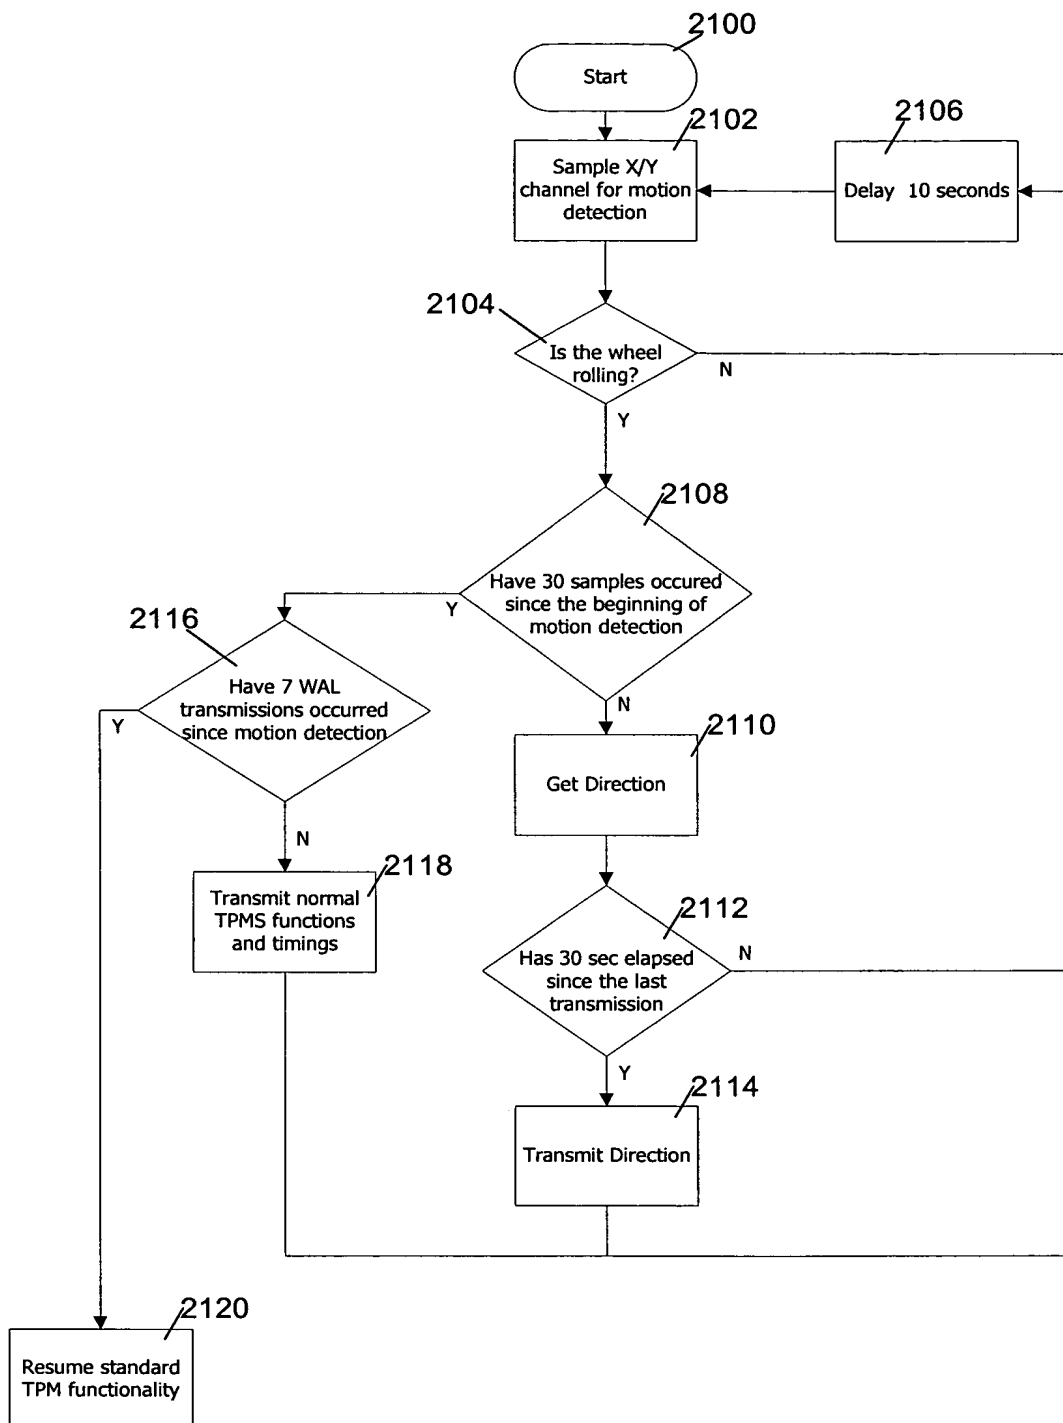 2100
Start
2102
Sample X/Y
channel for motion
detection
2106
Delay 10 seconds
2104
Is the wheel
rolling?
N
Y
2108
Have 30 samples occured
since the beginning of
motion detection
Y
N
2116
Have 7 WAL
transmissions occurred
since motion detection
Y
N
2110
Get Direction
2118
Transmit normal
TPMS functions
and timings
2112
Has 30 sec elapsed
since the last
transmission
N
Y
2114
Transmit Direction
2120
Resume standard
TPM functionality